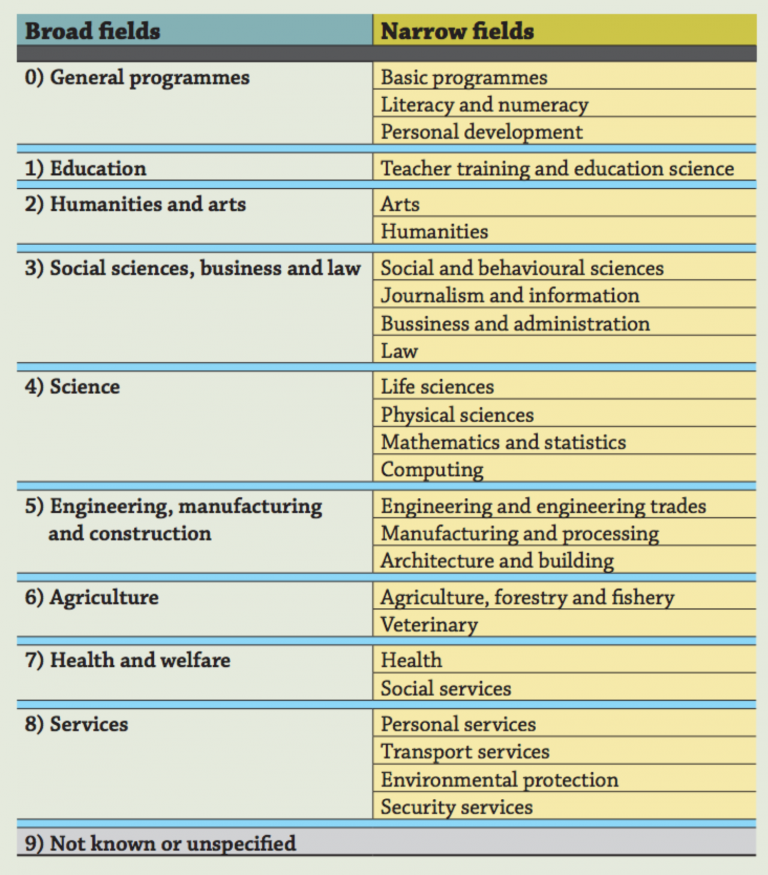 Broad fields Narrow fields
0) General programmes Basic programmes
Literacy and numeracy
Personal development
1) Education Teacher training and education science
2) Humanities and arts Arts
Humanities
3) Social sciences, business and law Social and behavioural sciences
Journalism and information
Bussiness and administration
Law
4) Science Life sciences
Physical sciences
Mathematics and statistics
Computing
5) Engineering, manufacturing Engineering and engineering trades
and construction Manufacturing and processing
Architecture and building
6) Agriculture Agriculture, forestry and fishery
Veterinary
7) Health and welfare Health
Social services
8) Services Personal services
Transport services
Environmental protection
Security services
9) Not known or unspecified